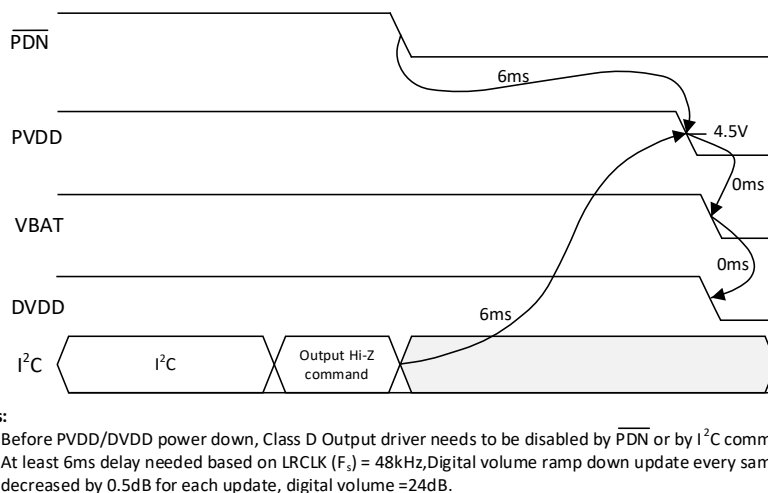 PDN
6ms
PVDD
4.5V
0ms
VBAT
0ms
DVDD
6ms
I²C
I²C
Output Hi-Z
command
:
Before PVDD/DVDD power down, Class D Output driver needs to be disabled by PDN or by I²C
At least 6ms delay needed based on LRCLK (Fₛ) = 48kHz,Digital volume ramp down update every
decreased by 0.5dB for each update, digital volume =24dB.